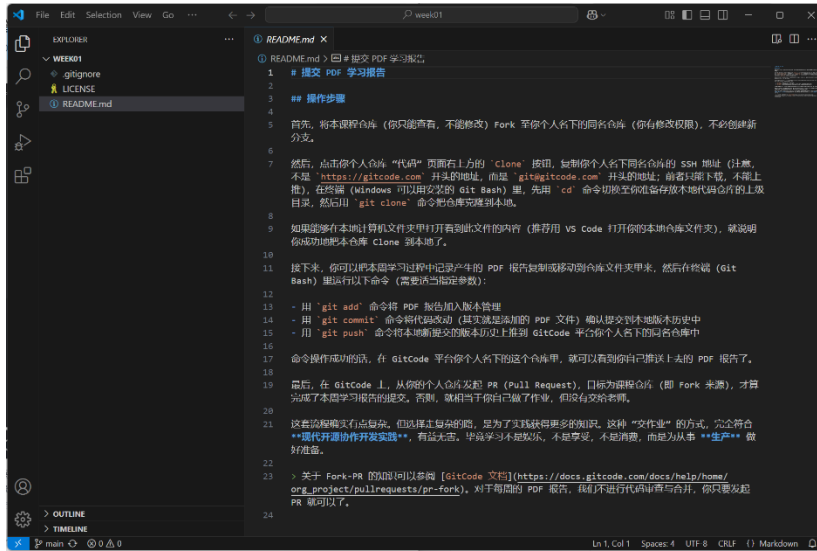 File Edit Selection View Go ··· week01
EXPLORER ···
WEEK01
.gitignore
LICENSE
README.md
README.md ×
README.md > # 提交 PDF 学习报告
1 # 提交 PDF 学习报告
2
3 ## 操作步骤
4
5 首先，将本课程仓库（你只能查看，不能修改）Fork 至你个人名下的同名仓库（你有修改权限），不必创建新
分支。
6
7 然后，点击你个人仓库 “代码” 页面右上方的 `Clone` 按钮，复制你个人名下同名仓库的 SSH 地址（注意，
不是 `https://gitcode.com` 开头的地址，而是 `git@gitcode.com` 开头的地址；前者只能下载，不能上
推），在终端（Windows 可以用安装的 Git Bash）里，先用 `cd` 命令切换至你准备存放本地代码仓库的上级
目录，然后用 `git clone` 命令把仓库克隆到本地。
8
9 如果能够在本地计算机文件夹里打开看到此文件的内容（推荐用 VS Code 打开你的本地仓库文件夹），就说明
你成功地把本仓库 Clone 到本地了。
10
11 接下来，你可以把本周学习过程中记录产生的 PDF 报告复制或移动到仓库文件夹里来，然后在终端（Git
Bash）里运行以下命令（需要适当指定参数）：
12
13 - 用 `git add` 命令将 PDF 报告加入版本管理
14 - 用 `git commit` 命令将代码改动（其实就是添加的 PDF 文件）确认提交到本地版本历史中
15 - 用 `git push` 命令将本地新提交的版本历史上推到 GitCode 平台你个人名下的同名仓库中
16
17 命令操作成功的话，在 GitCode 平台你个人名下的这个仓库里，就可以看到你自己推送上去的 PDF 报告了。
18
19 最后，在 GitCode 上，从你的个人仓库发起 PR (Pull Request)，目标为课程仓库（即 Fork 来源），才算
完成了本周学习报告的提交。否则，就相当于你自己做了作业，但没有交给老师。
20
21 这套流程确实有点复杂。但选择走复杂的路，是为了实践获得更多的知识。这种 “交作业” 的方式，完全符合
**现代开源协作开发实践**，有益无害。毕竟学习不是娱乐，不是享受，不是消费，而是为从事 **生产** 做
好准备。
22
23 > 关于 Fork-PR 的知识可以参阅 [GitCode 文档](https://docs.gitcode.com/docs/help/home/
org_project/pullrequests/pr-fork)。对于每周的 PDF 报告，我们不进行代码审查与合并，你只要发起
PR 就可以了。
24
OUTLINE
TIMELINE
main 0 0 Ln 1, Col 1 Spaces: 4 UTF-8 CRLF {} Markdown